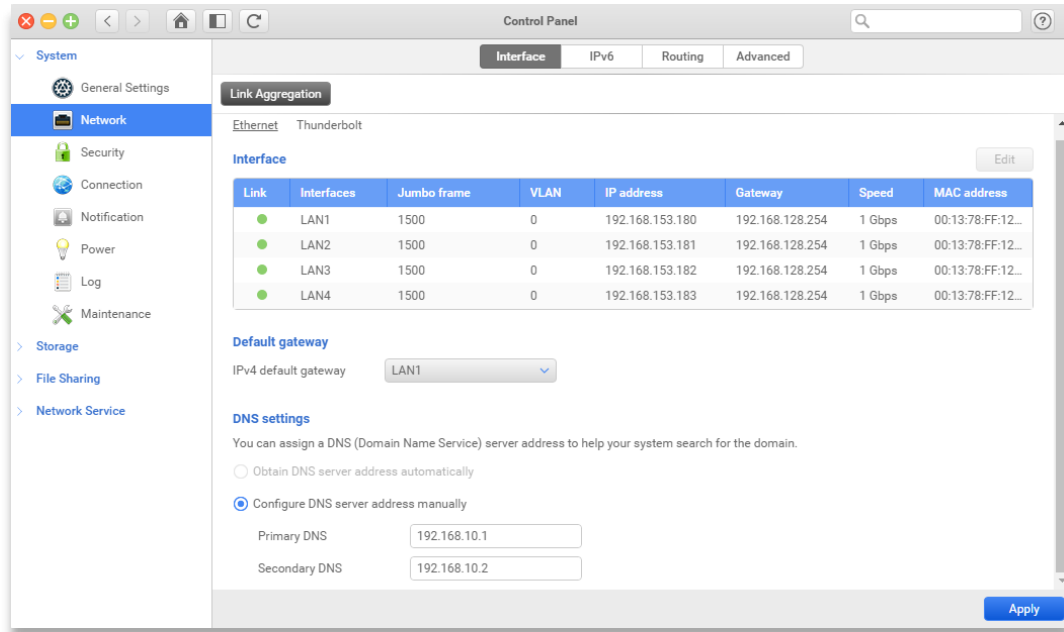 Control Panel
System
General Settings
Network
Security
Connection
Notification
Power
Log
Maintenance
Storage
File Sharing
Network Service
Interface IPv6 Routing Advanced
Link Aggregation
Ethernet Thunderbolt
Interface Edit
Link Interfaces Jumbo frame VLAN IP address Gateway Speed MAC address
LAN1 1500 0 192.168.153.180 192.168.128.254 1 Gbps 00:13:78:FF:12...
LAN2 1500 0 192.168.153.181 192.168.128.254 1 Gbps 00:13:78:FF:12...
LAN3 1500 0 192.168.153.182 192.168.128.254 1 Gbps 00:13:78:FF:12...
LAN4 1500 0 192.168.153.183 192.168.128.254 1 Gbps 00:13:78:FF:12...
Default gateway
IPv4 default gateway LAN1
DNS settings
You can assign a DNS (Domain Name Service) server address to help your system search for the domain.
Obtain DNS server address automatically
Configure DNS server address manually
Primary DNS 192.168.10.1
Secondary DNS 192.168.10.2
Apply